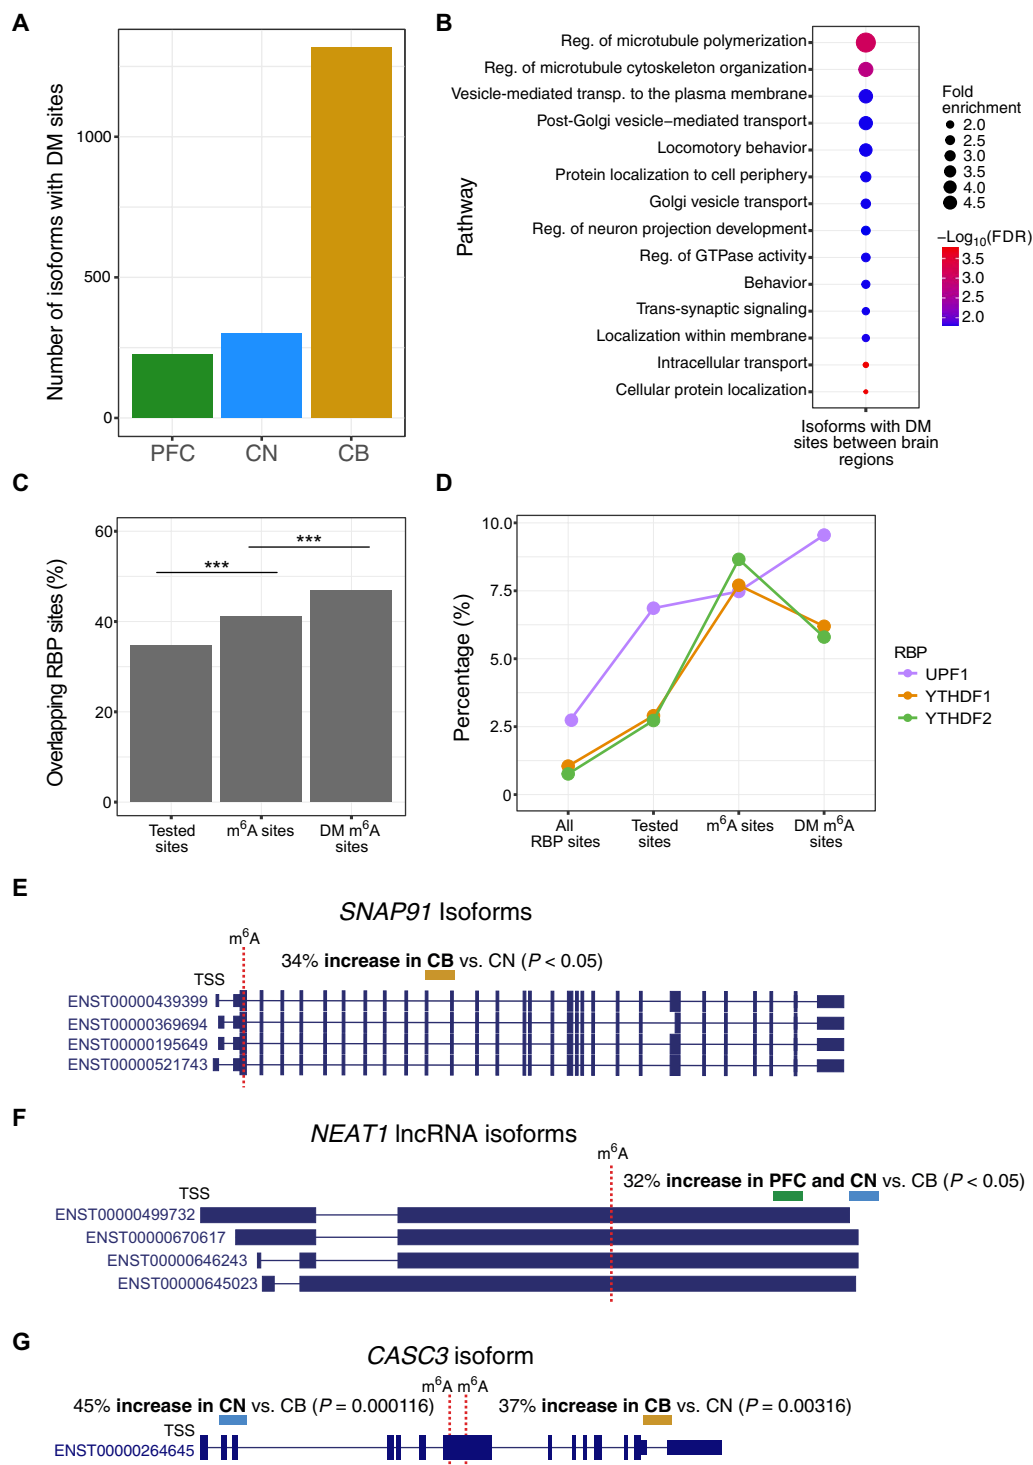 A
Number of isoforms with DM sites
1000
500
0
PFC CN CB
B
Pathway
Reg. of microtubule polymerization
Reg. of microtubule cytoskeleton organization
Vesicle-mediated transp. to the plasma membrane
Post-Golgi vesicle-mediated transport
Locomotory behavior
Protein localization to cell periphery
Golgi vesicle transport
Reg. of neuron projection development
Reg. of GTPase activity
Behavior
Trans-synaptic signaling
Localization within membrane
Intracellular transport
Cellular protein localization
Isoforms with DM
sites between brain
regions
Fold
enrichment
2.0
2.5
3.0
3.5
4.0
4.5
−Log₁₀(FDR)
3.5
3.0
2.5
2.0
C
Overlapping RBP sites (%)
60
40
20
0
***
***
Tested
sites
m⁶A sites
DM m⁶A
sites
D
Percentage (%)
10.0
7.5
5.0
2.5
0
All
RBP sites
Tested
sites
m⁶A sites
DM m⁶A
sites
RBP
UPF1
YTHDF1
YTHDF2
E
SNAP91 Isoforms
m⁶A
34% increase in CB vs. CN (P < 0.05)
TSS
ENST00000439399
ENST00000369694
ENST00000195649
ENST00000521743
F
NEAT1 lncRNA isoforms
m⁶A
32% increase in PFC and CN vs. CB (P < 0.05)
TSS
ENST00000499732
ENST00000670617
ENST00000646243
ENST00000645023
G
CASC3 isoform
m⁶A m⁶A
45% increase in CN vs. CB (P = 0.000116)
37% increase in CB vs. CN (P = 0.00316)
TSS
ENST00000264645